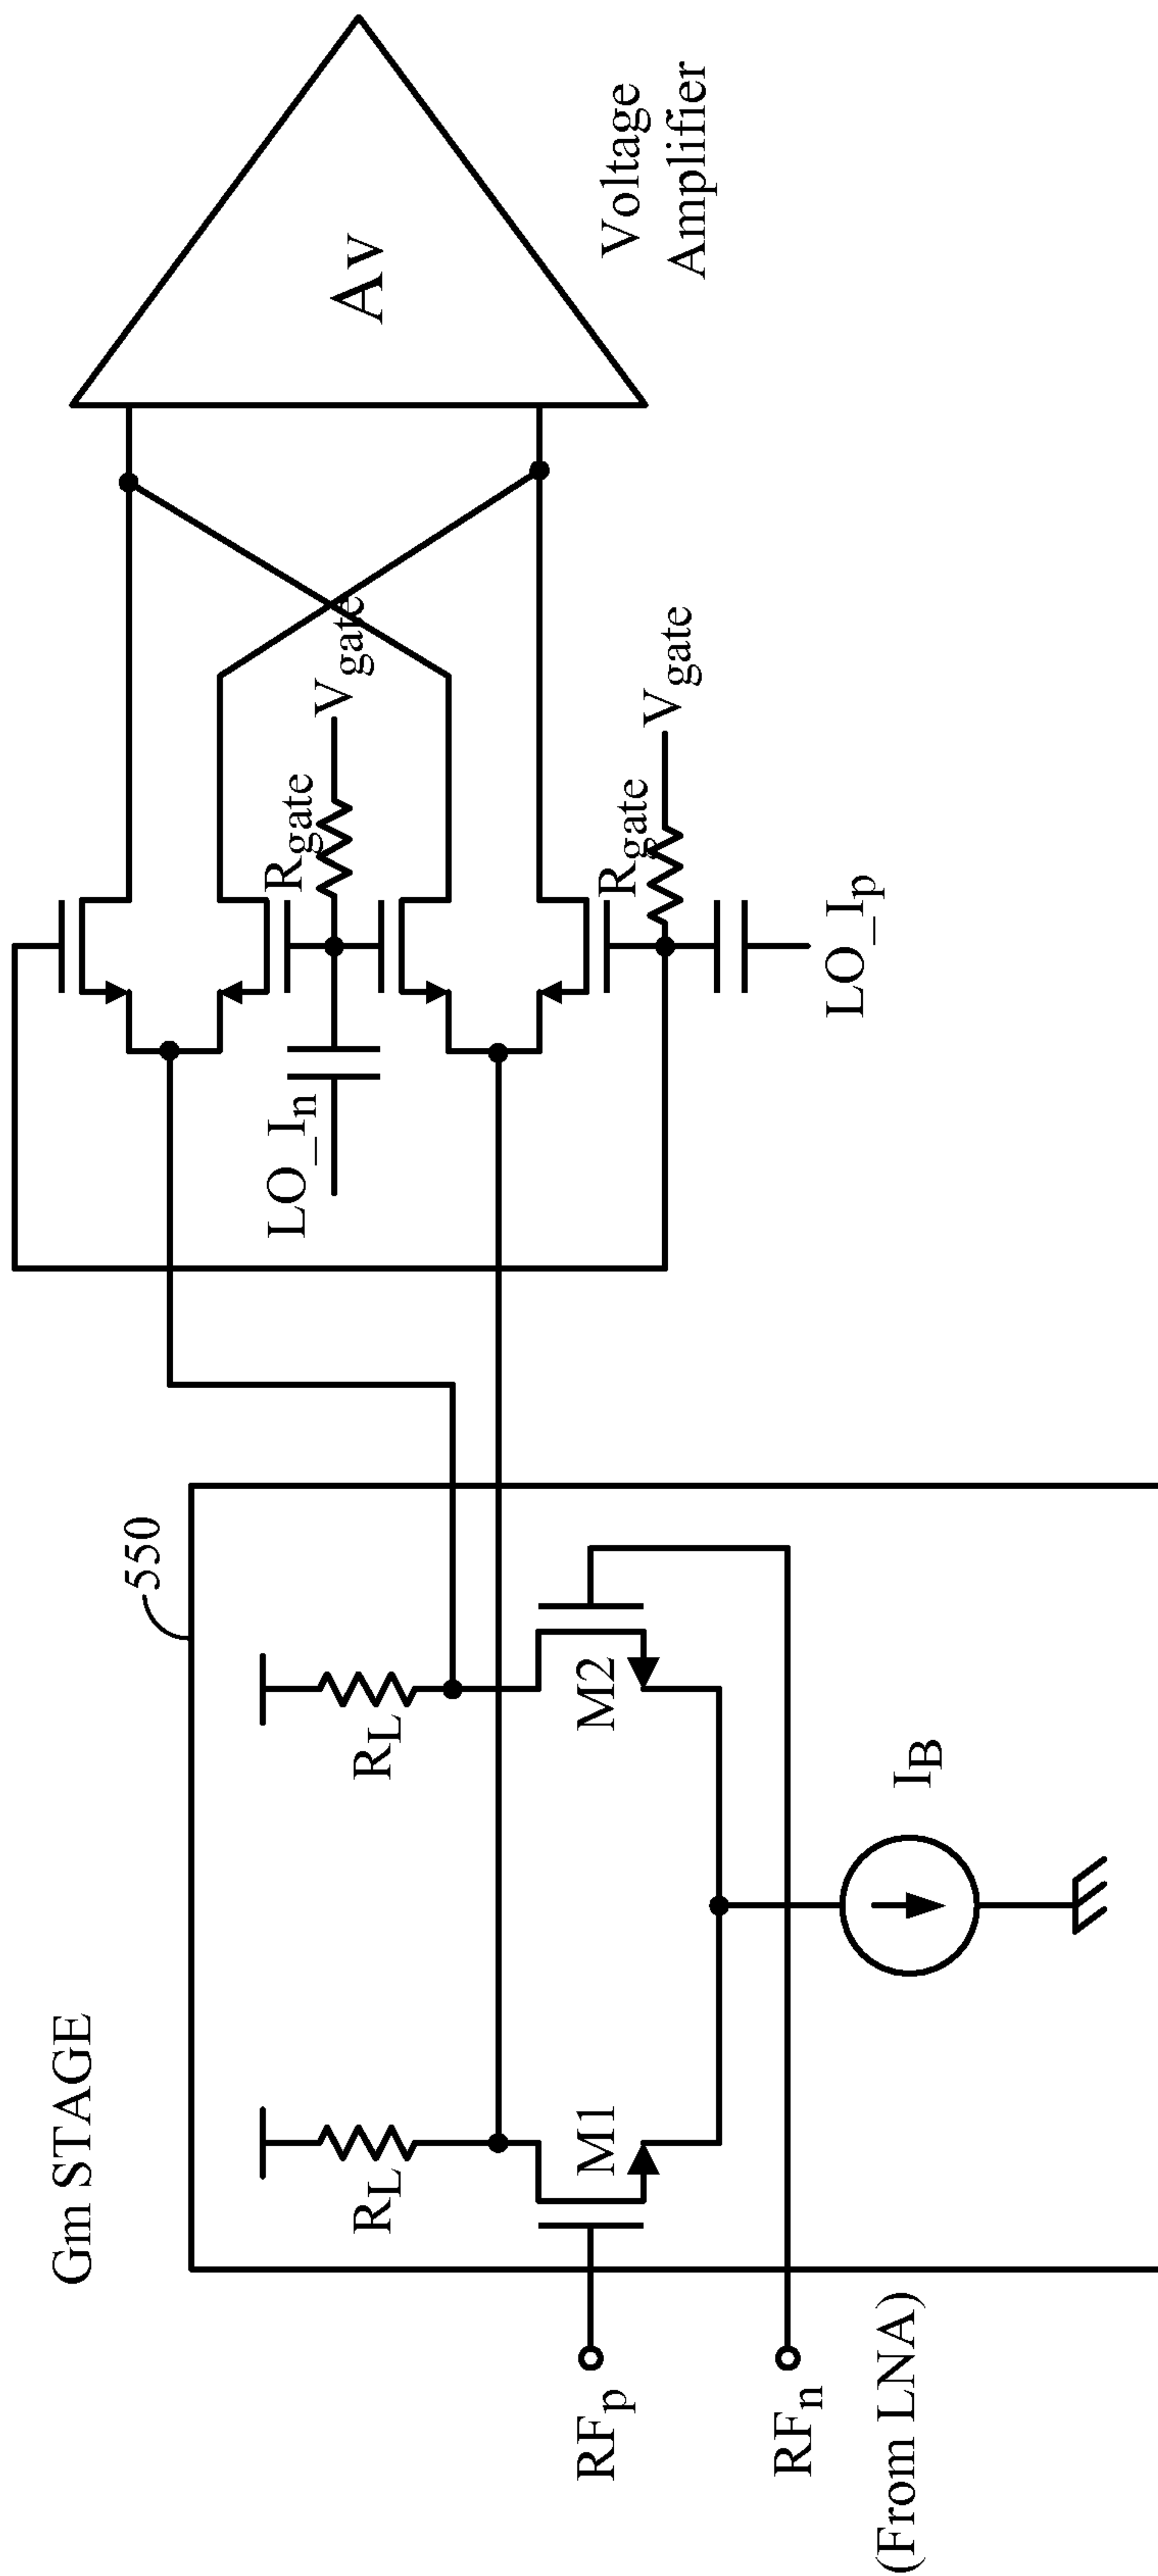 Gm STAGE
550
R_L
R_L
M1
M2
I_B
RF_p
RF_n
(From LNA)
LO_I_n
R_gate
V_gate
R_gate
V_gate
LO_I_p
Av
Voltage
Amplifier